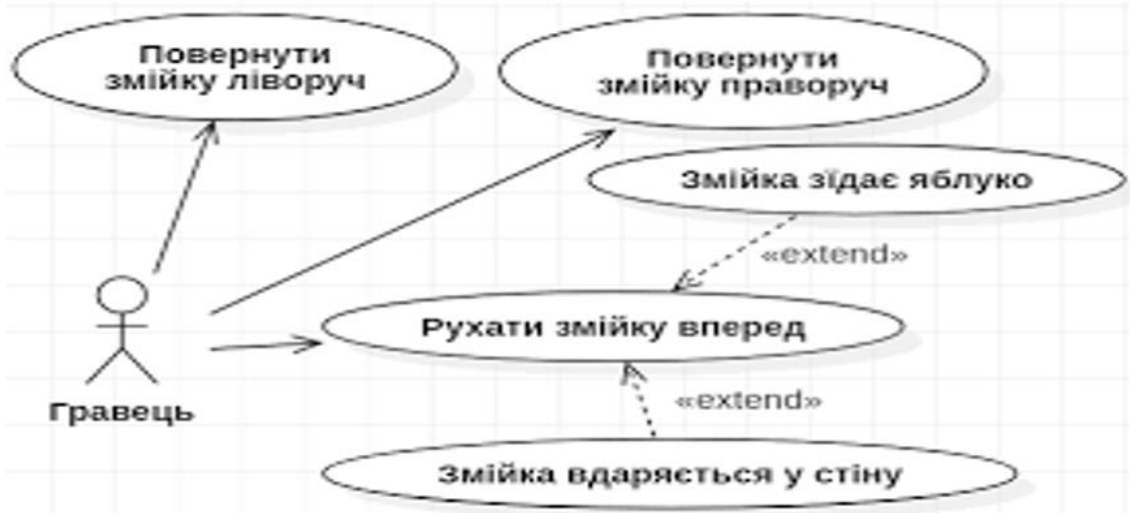 Повернути
змійку ліворуч
Повернути
змійку праворуч
Змійка зїдає яблуко
«extend»
Рухати змійку вперед
Гравець
«extend»
Змійка вдаряється у стіну